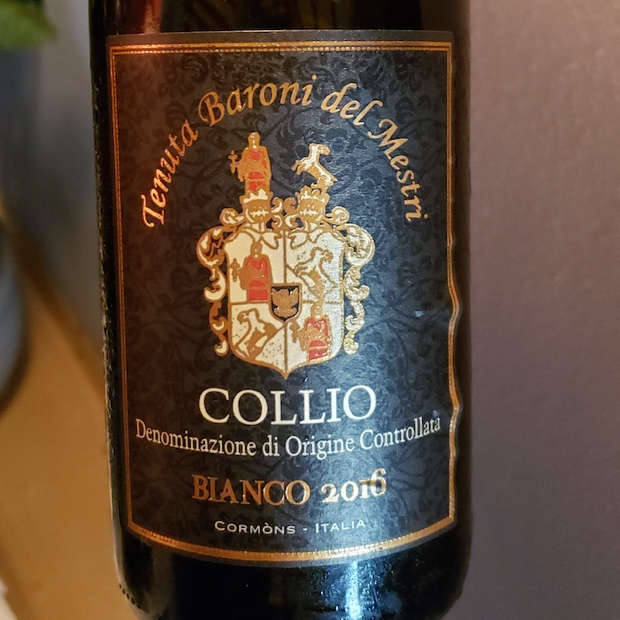 Tenuta Baroni del Mestri
COLLIO
Denominazione di Origine Controllata
BIANCO 2016
CORMÒNS - ITALIA